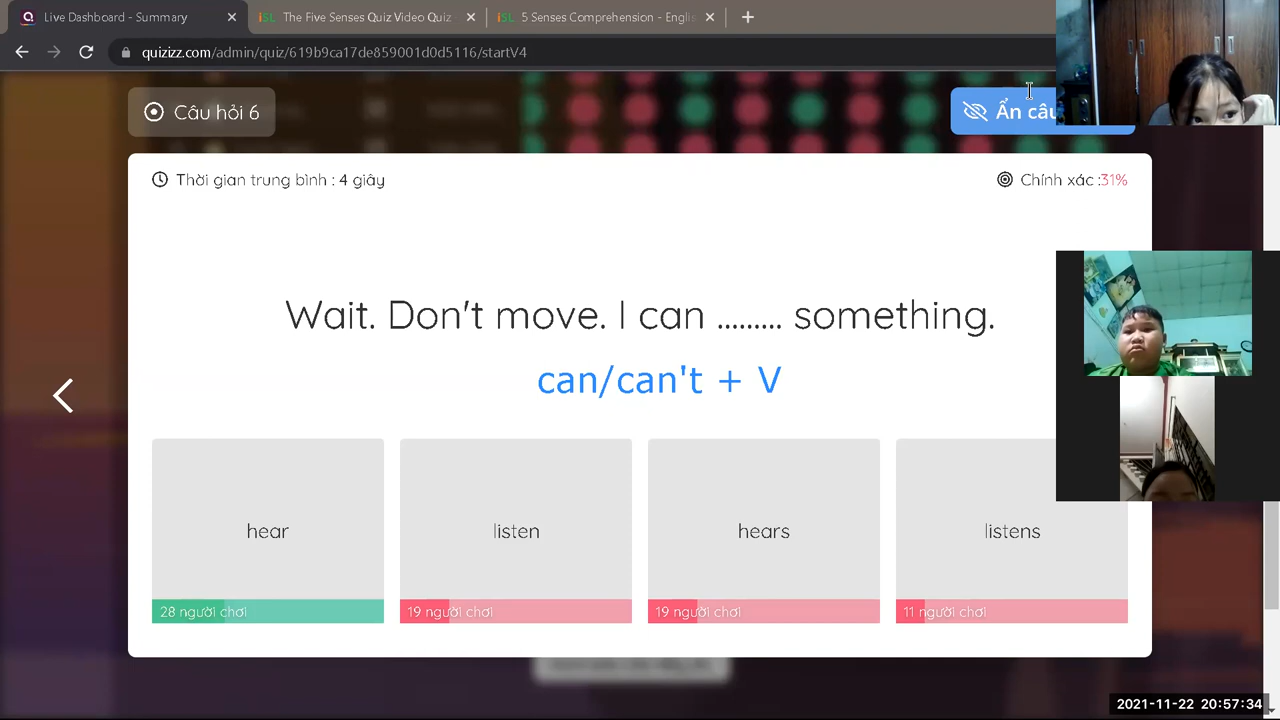 Live Dashboard - Summary
The Five Senses Quiz Video Quiz
5 Senses Comprehension - Englis
quizizz.com/admin/quiz/619b9ca17de859001d0d5116/startV4
Câu hỏi 6
Ẩn câu
Thời gian trung bình : 4 giây
Chính xác :31%
Wait. Don't move. I can ......... something.
can/can't + V
hear
listen
hears
listens
28 người chơi
19 người chơi
19 người chơi
11 người chơi
2021-11-22 20:57:34